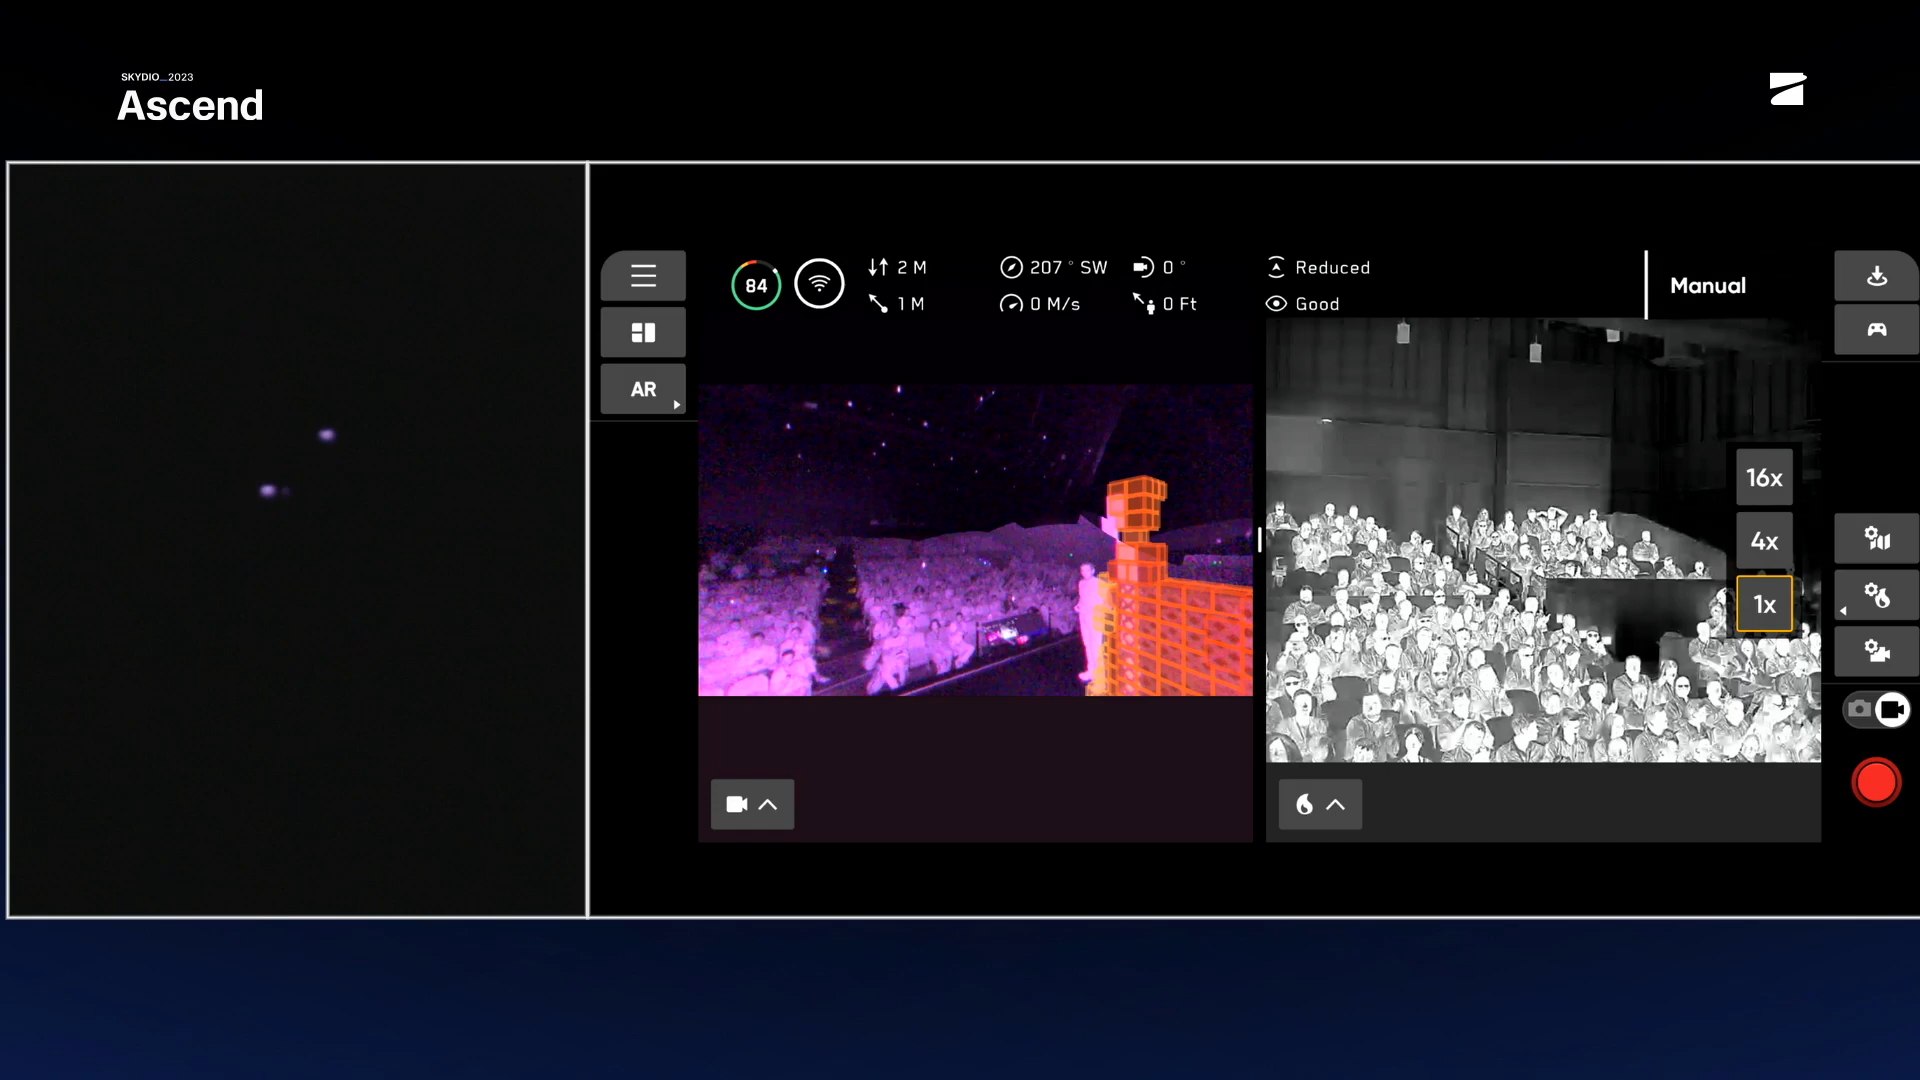 SKYDIO_2023
Ascend
84
2 M
207 ° SW
0 °
Reduced
1 M
0 M/s
0 Ft
Good
Manual
AR
16x
4x
1x